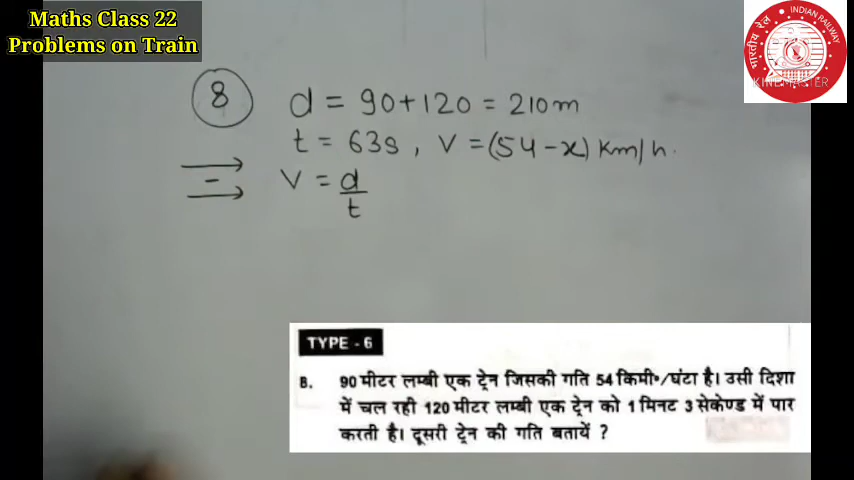 Maths Class 22
Problems on Train
भारतीय रेल
INDIAN RAILWAY
KINEMASTER
8
d = 90+120 = 210m
t = 63s, v = (54-x) Km/h.
-
v = d/t
TYPE - 6
8. 90 मीटर लम्बी एक ट्रेन जिसकी गति 54 किमी०/घंटा है। उसी दिशा
में चल रही 120 मीटर लम्बी एक ट्रेन को 1 मिनट 3 सेकेण्ड में पार
करती है। दूसरी ट्रेन की गति बतायें ?